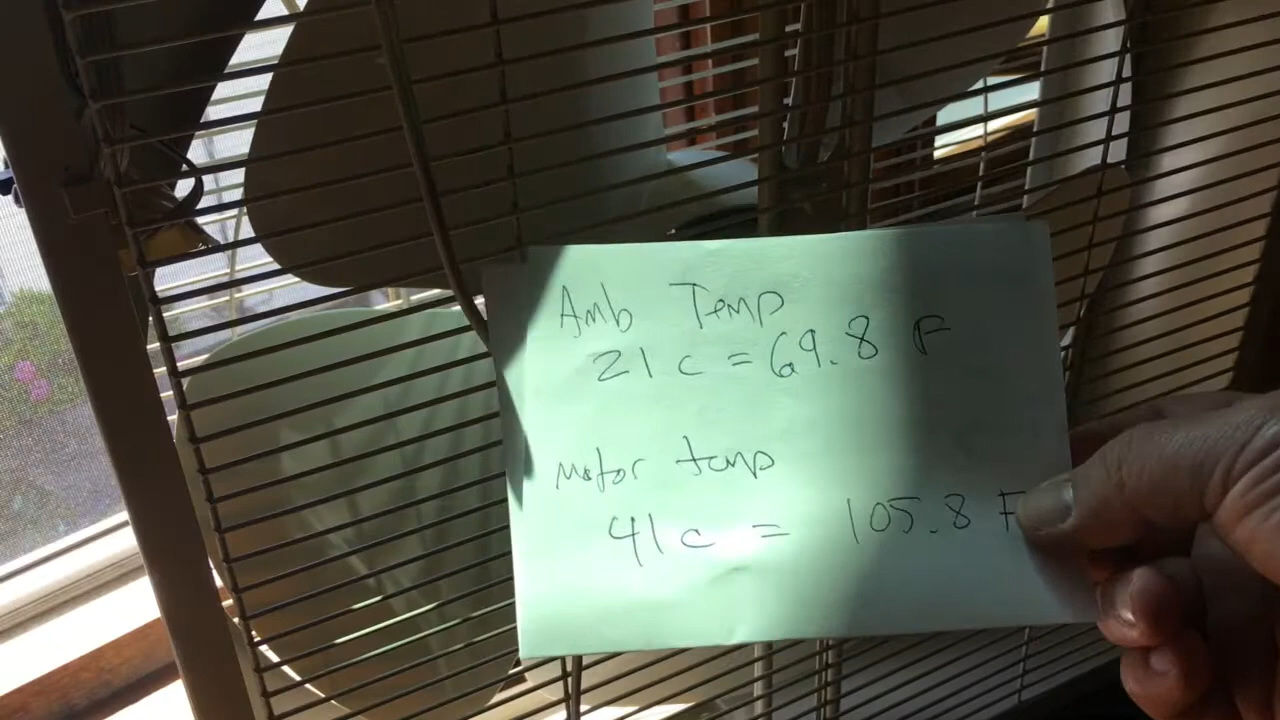 Amb Temp
21 c = 69.8 F
Motor temp
41 c = 105.8 F